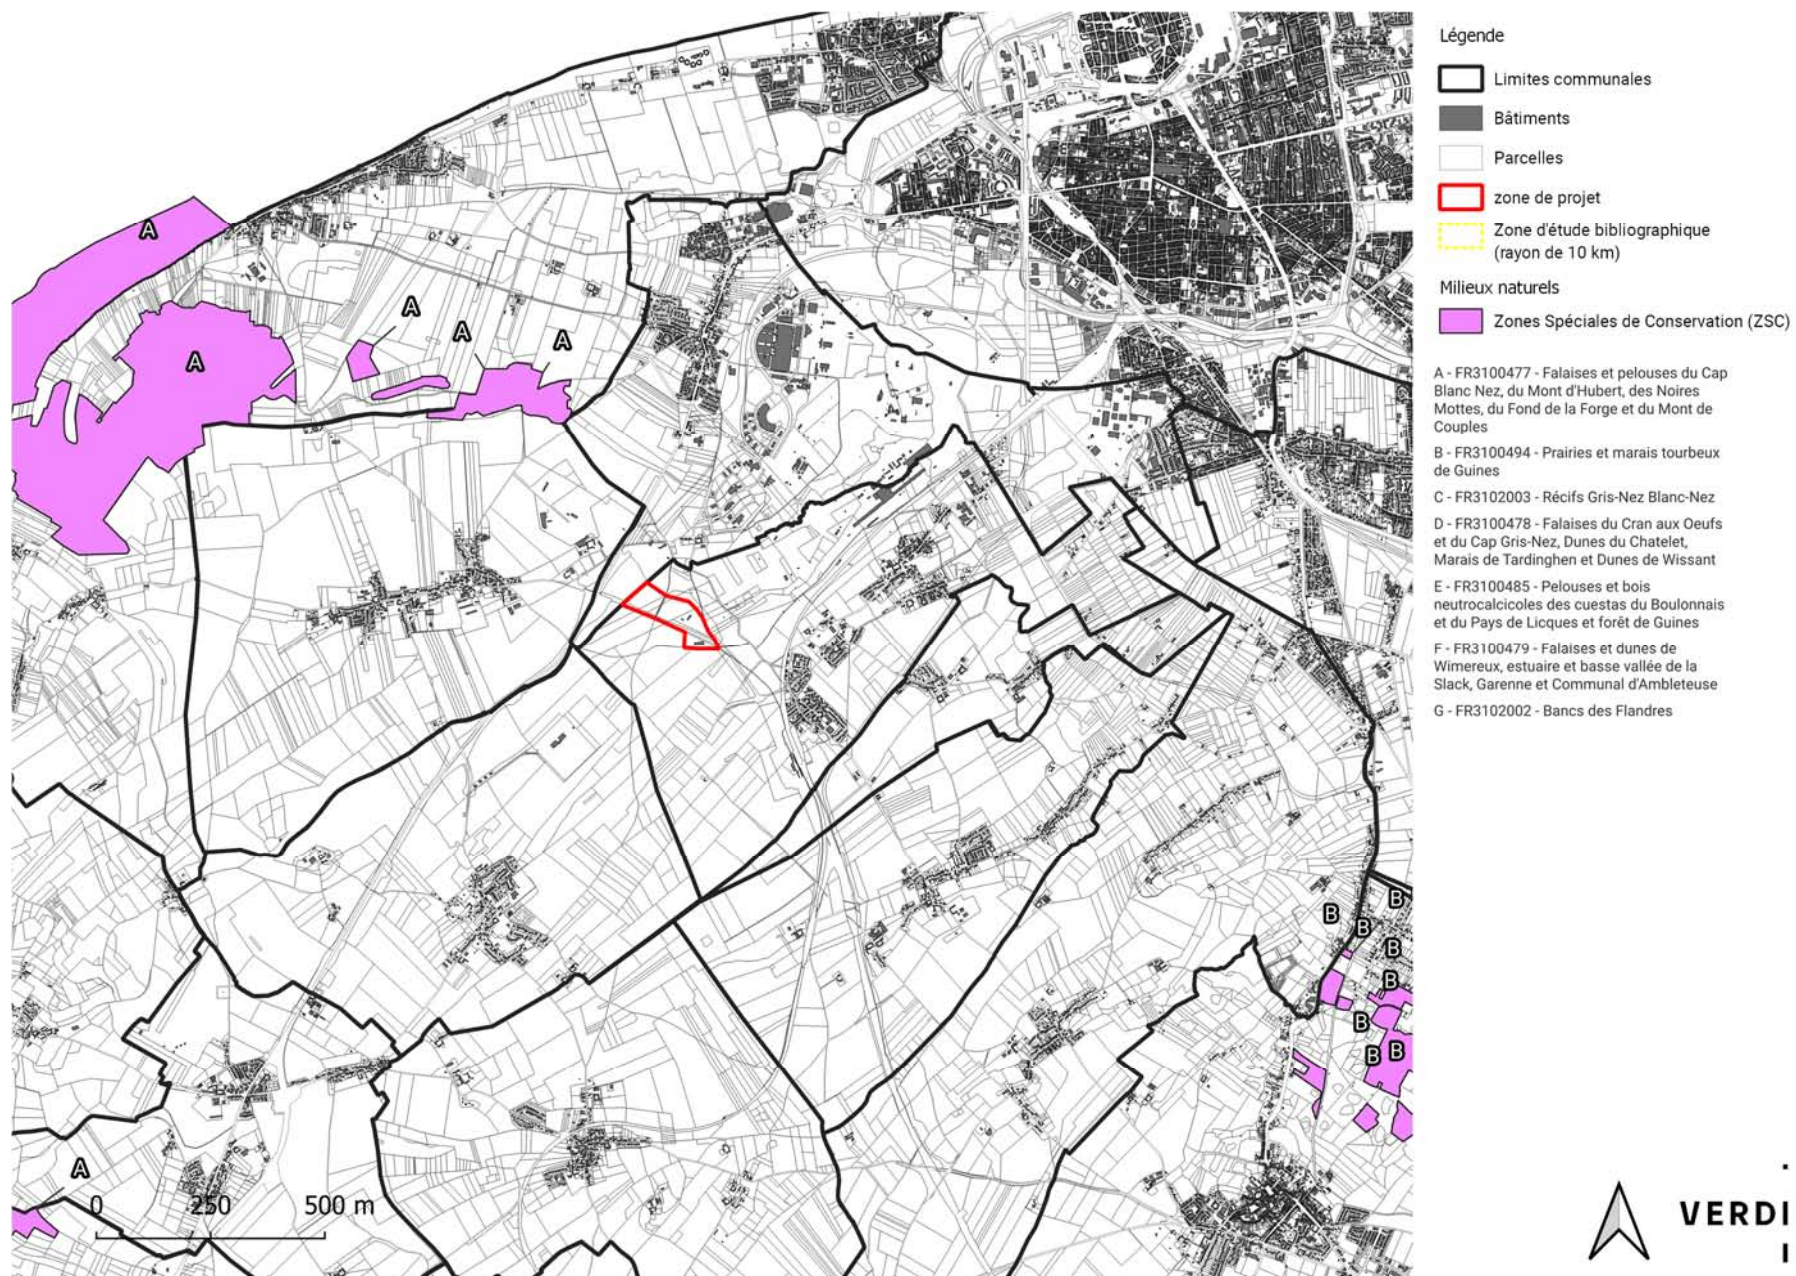 Légende
Limites communales
Bâtiments
Parcelles
zone de projet
Zone d'étude bibliographique
(rayon de 10 km)
Milieux naturels
Zones Spéciales de Conservation (ZSC)
A - FR3100477 - Falaises et pelouses du Cap
Blanc Nez, du Mont d'Hubert, des Noires
Mottes, du Fond de la Forge et du Mont de
Couples
B - FR3100494 - Prairies et marais tourbeux
de Guines
C - FR3102003 - Récifs Gris-Nez Blanc-Nez
D - FR3100478 - Falaises du Cran aux Oeufs
et du Cap Gris-Nez, Dunes du Chatelet,
Marais de Tardinghen et Dunes de Wissant
E - FR3100485 - Pelouses et bois
neutrocalcicoles des cuestas du Boulonnais
et du Pays de Licques et forêt de Guines
F - FR3100479 - Falaises et dunes de
Wimereux, estuaire et basse vallée de la
Slack, Garenne et Communal d'Ambleteuse
G - FR3102002 - Bancs des Flandres
A
A
A
A
A
B
B
B
B
B
B
B
B
A
0 250 500 m
VERDI